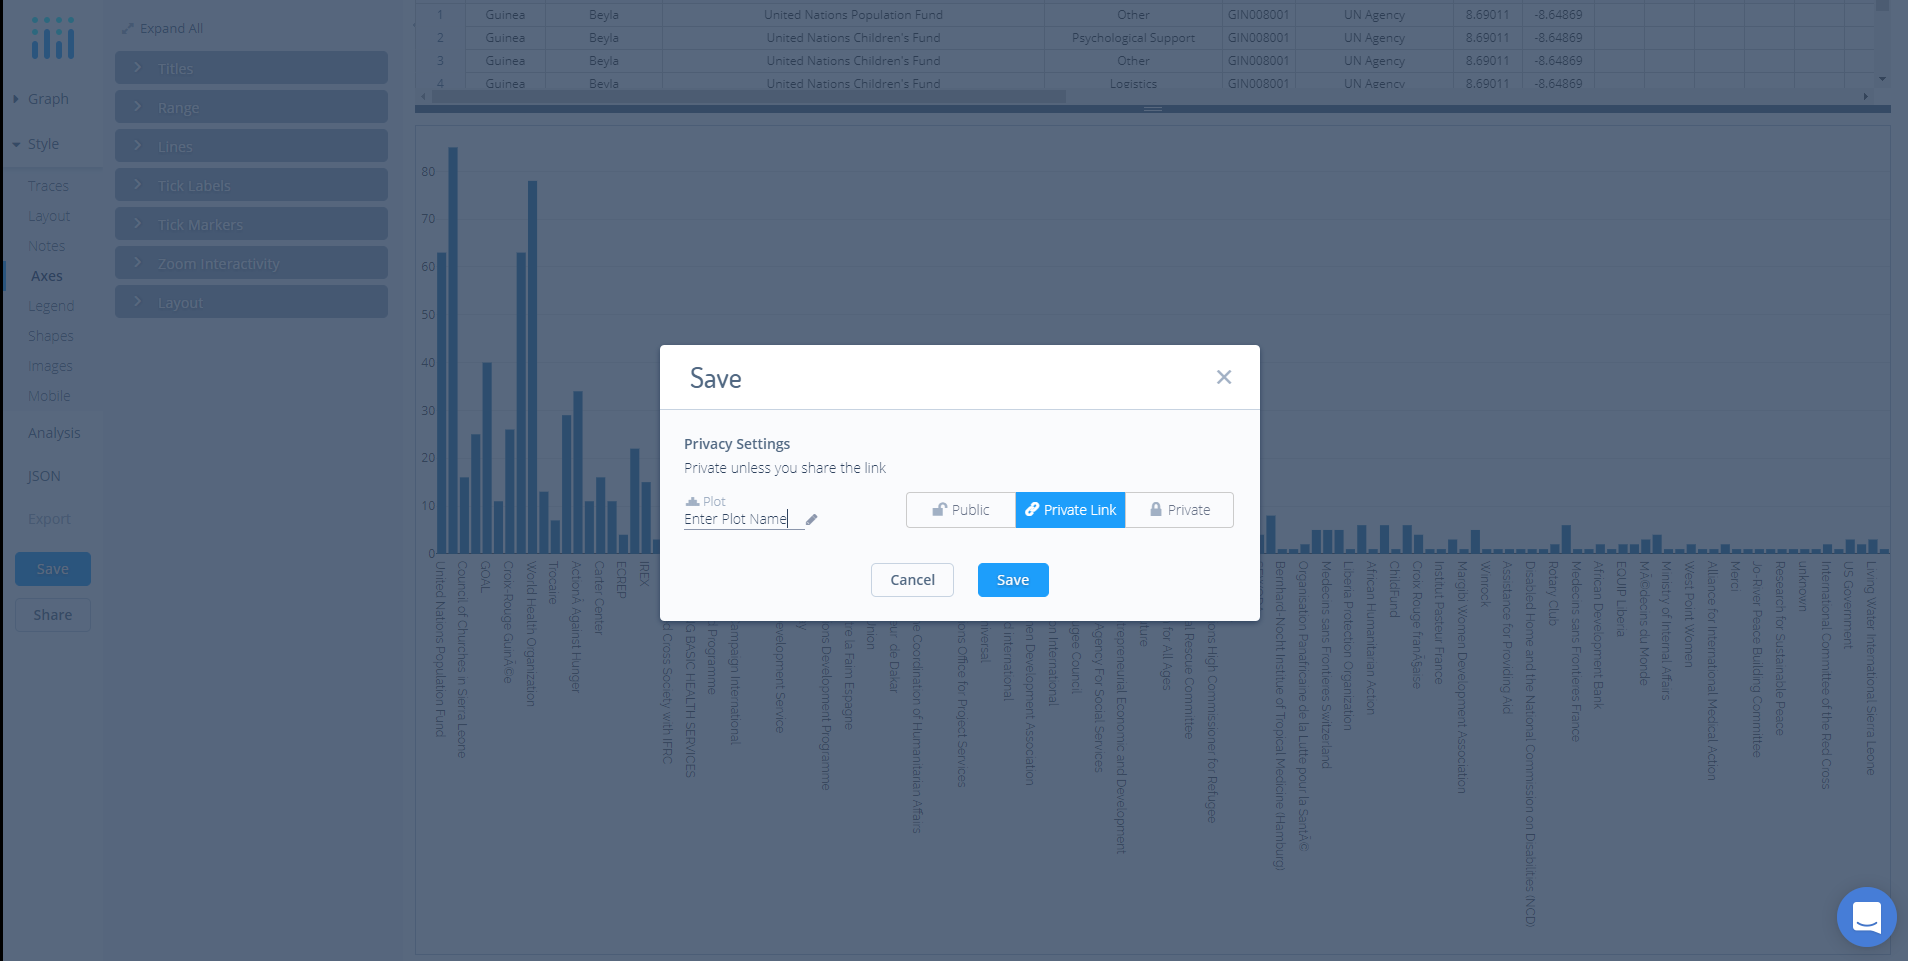 Expand All
Titles
Range
Lines
Tick Labels
Tick Markers
Zoom Interactivity
Layout
Graph
Style
Traces
Layout
Notes
Axes
Legend
Shapes
Images
Mobile
Analysis
JSON
Export
Save
Share
1 Guinea Beyla United Nations Population Fund Other GIN008001 UN Agency 8.69011 -8.64869
2 Guinea Beyla United Nations Children's Fund Psychological Support GIN008001 UN Agency 8.69011 -8.64869
3 Guinea Beyla United Nations Children's Fund Other GIN008001 UN Agency 8.69011 -8.64869
4 Guinea Beyla United Nations Children's Fund Logistics GIN008001 UN Agency 8.69011 -8.64869
80
70
60
50
40
30
20
10
0
Save
Privacy Settings
Private unless you share the link
Plot
Enter Plot Name
Public
Private Link
Private
Cancel
Save
United Nations Population Fund
Council of Churches in Sierra Leone
GOAL
Croix-Rouge GuinÃ©e
World Health Organization
Trocaire
ActionÂ Against Hunger
Carter Center
ECREP
IREX
d Cross Society with IFRC
G BASIC HEALTH SERVICES
Programme
ampaign International
evelopment Service
y
ons Development Programme
re la Faim Espagne
Union
eur de Dakar
e Coordination of Humanitarian Affairs
ons Office for Project Services
niversal
d international
en Development Association
on International
ugee Council
Agency For Social Services
trepreneurial Economic and Development
ture
for All Ages
al Rescue Committee
ons High Commissioner for Refugee
Bernhard-Nocht Institue of Tropical Medicine (Hamburg)
Organisation Panafricaine de la Lutte pour la SantÃ©
Medecins sans Frontieres Switzerland
Liberia Protection Organization
African Humanitarian Action
ChildFund
Croix Rouge franÃ§aise
Institut Pasteur France
Margibi Women Development Association
Winrock
Assistance for Providing Aid
Disabled Home and the National Commission on Disabilities (NCD)
Rotary Club
Medecins sans Frontieres France
African Development Bank
EQUIP Liberia
MÃ©decins du Monde
Ministry of Internal Affairs
West Point Women
Alliance for International Medical Action
Merci
Jo-River Peace Building Committee
Research for Sustainable Peace
unknown
International Committee of the Red Cross
US Government
Living Water International Sierra Leone